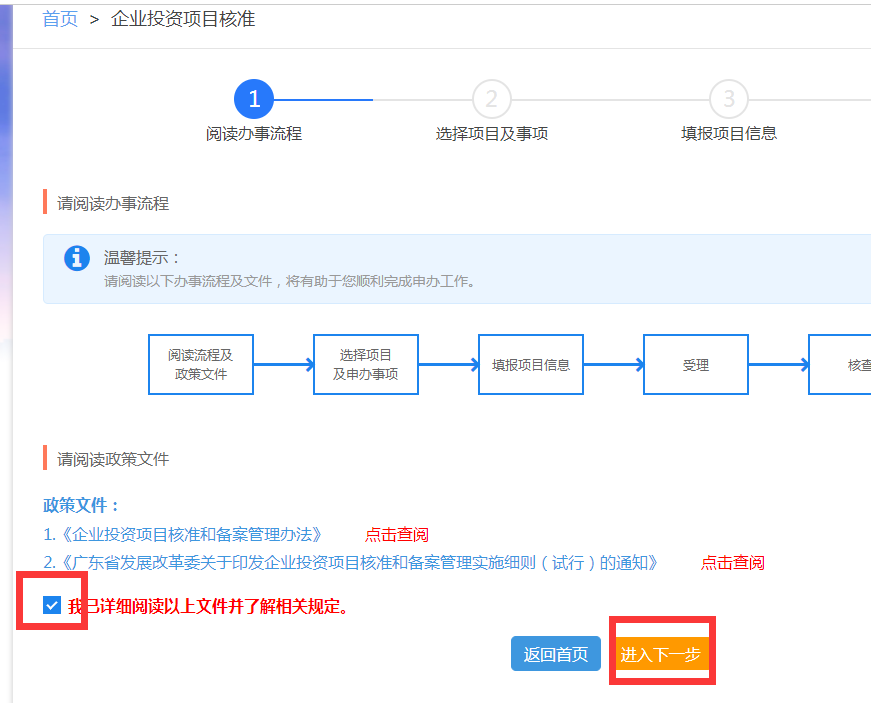 首页 > 企业投资项目核准
1 2 3
阅读办事流程 选择项目及事项 填报项目信息
请阅读办事流程
温馨提示：
请阅读以下办事流程及文件，将有助于您顺利完成申办工作。
阅读流程及
政策文件
选择项目
及申办事项
填报项目信息
受理
核查
请阅读政策文件
政策文件：
1.《企业投资项目核准和备案管理办法》 点击查阅
2.《广东省发展改革委关于印发企业投资项目核准和备案管理实施细则（试行）的通知》 点击查阅
我已详细阅读以上文件并了解相关规定。
返回首页 进入下一步